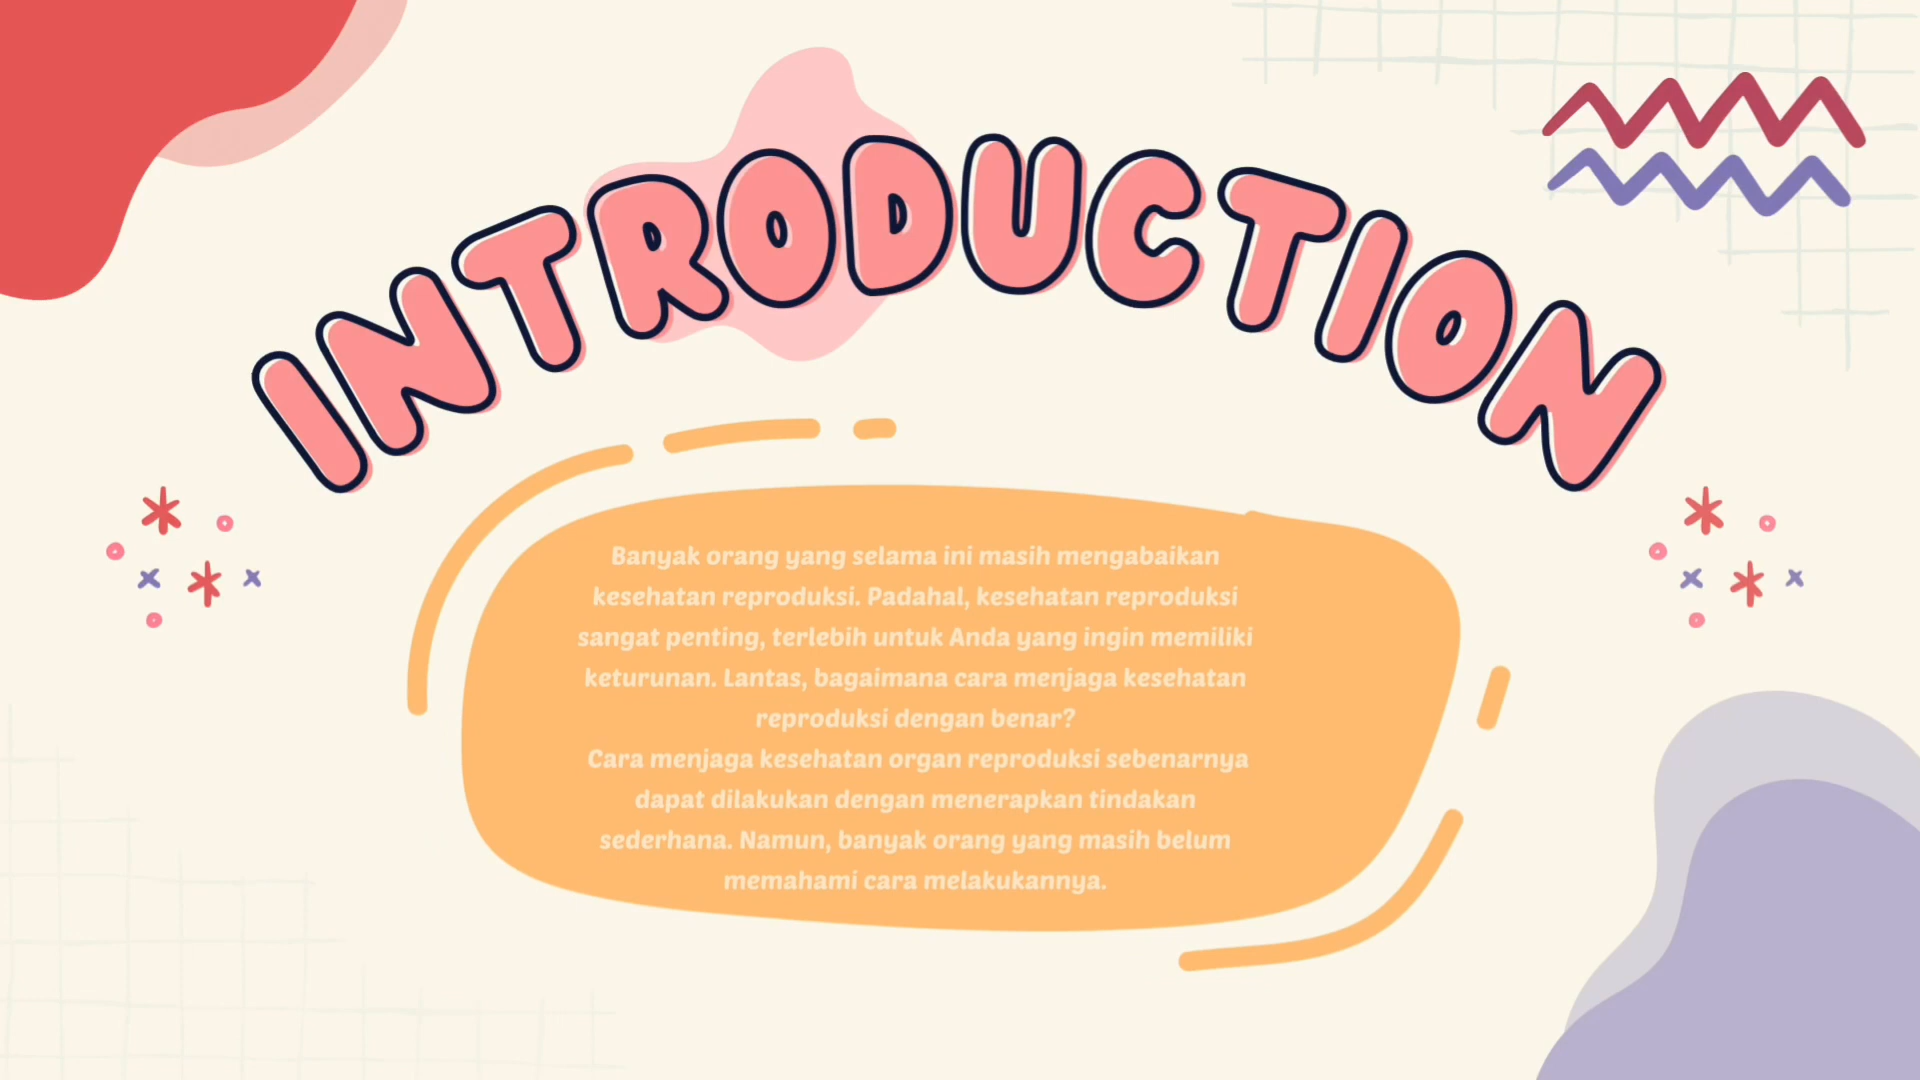 INTRODUCTION
Banyak orang yang selama ini masih mengabaikan
kesehatan reproduksi. Padahal, kesehatan reproduksi
sangat penting, terlebih untuk Anda yang ingin memiliki
keturunan. Lantas, bagaimana cara menjaga kesehatan
reproduksi dengan benar?
Cara menjaga kesehatan organ reproduksi sebenarnya
dapat dilakukan dengan menerapkan tindakan
sederhana. Namun, banyak orang yang masih belum
memahami cara melakukannya.